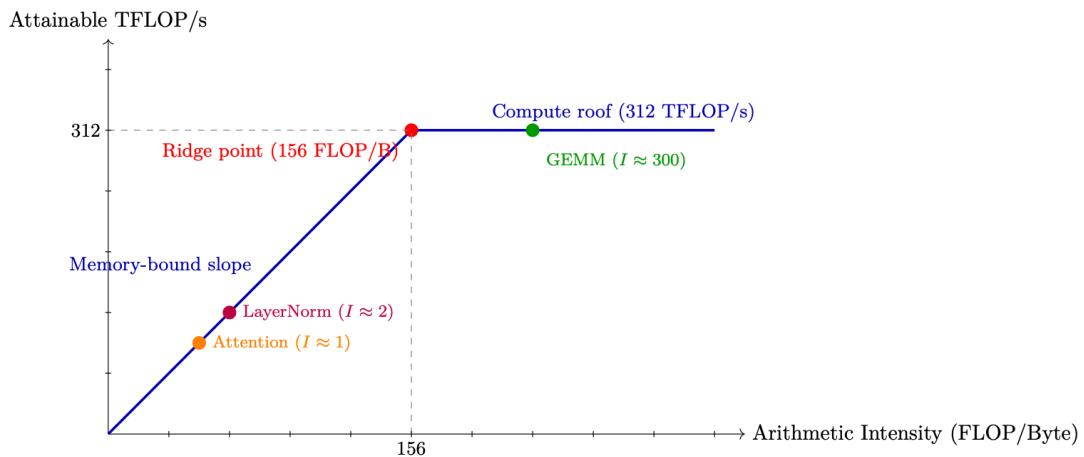 Attainable TFLOP/s
Compute roof (312 TFLOP/s)
312
Ridge point (156 FLOP/B)
GEMM (I ≈ 300)
Memory-bound slope
LayerNorm (I ≈ 2)
Attention (I ≈ 1)
Arithmetic Intensity (FLOP/Byte)
156